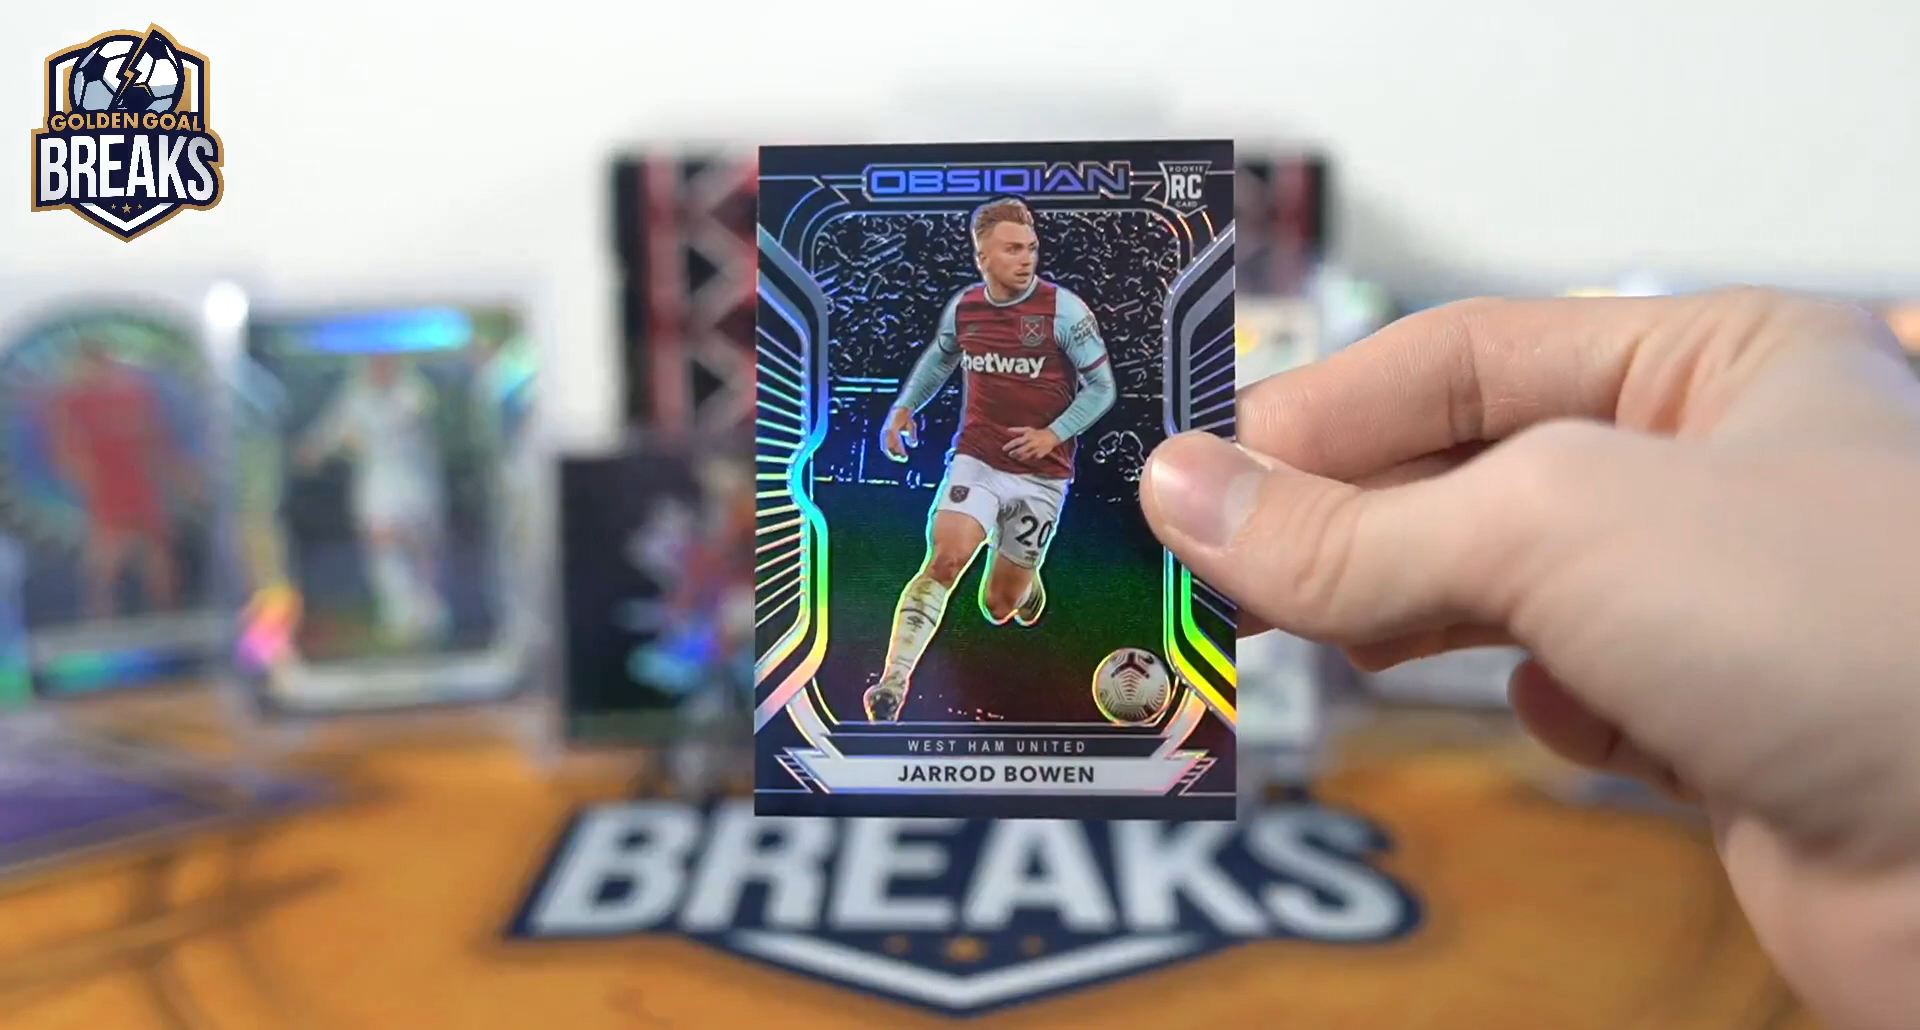 GOLDEN GOAL
BREAKS
OBSIDIAN
ROOKIE
RC
CARD
betway
20
WEST HAM UNITED
JARROD BOWEN
BREAKS